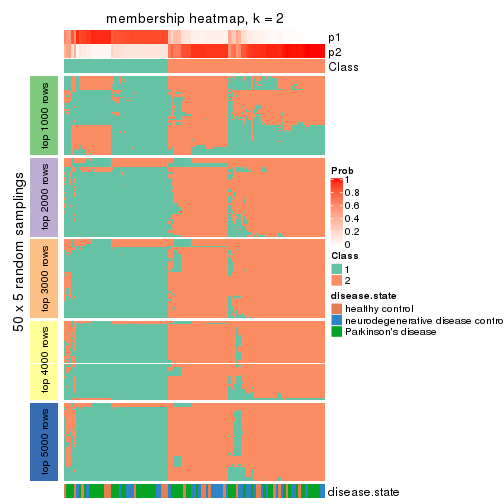 membership heatmap, k = 2
p1
p2
Class
50 x 5 random samplings
top 1000 rows
top 2000 rows
top 3000 rows
top 4000 rows
top 5000 rows
Prob
1
0.8
0.6
0.4
0.2
0
Class
1
2
disease.state
healthy control
neurodegenerative disease contro
Parkinson's disease
disease.state